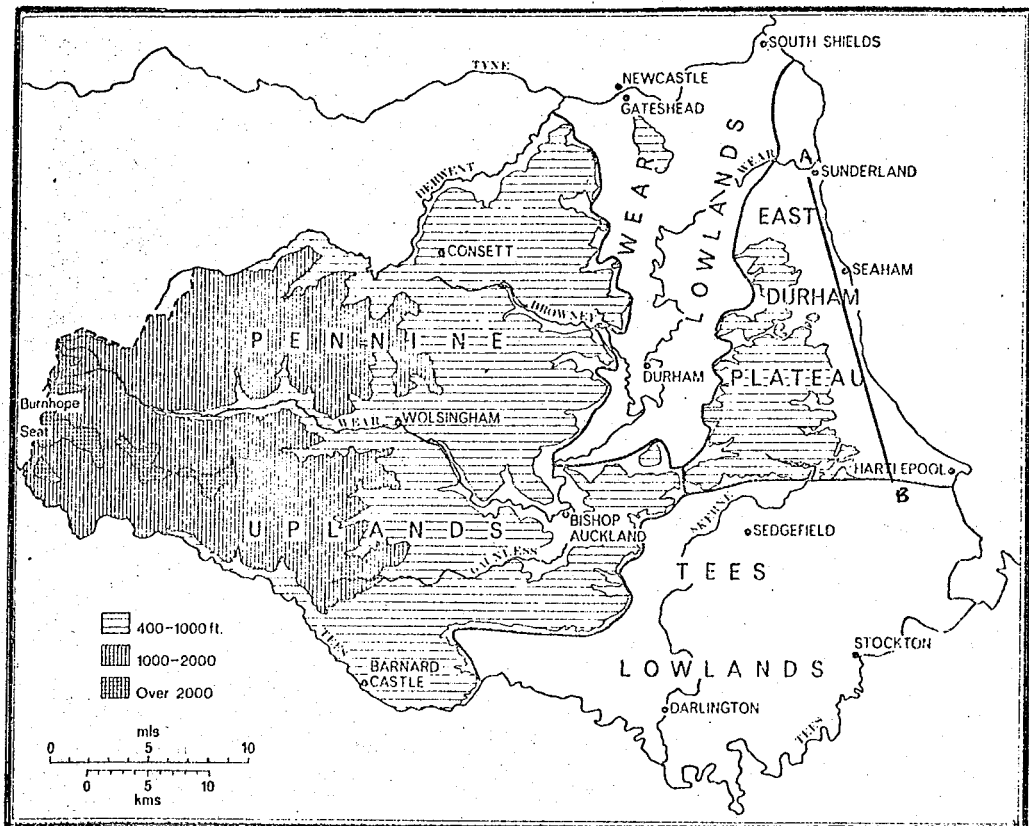 SOUTH SHIELDS
TYNE
NEWCASTLE
GATESHEAD
WEAR
LOWLANDS
WEAR
A
SUNDERLAND
DERWENT
EAST
CONSETT
SEAHAM
DURHAM
BROWNEY
PENNINE
DURHAM
PLATEAU
Burnhope
Seat
WEAR
WOLSINGHAM
HARTLEPOOL
B
UPLANDS
BISHOP
AUCKLAND
SKERNE
SEDGEFIELD
GAUNLESS
TEES
400-1000ft.
1000-2000
Over 2000
TEES
STOCKTON
BARNARD
CASTLE
LOWLANDS
DARLINGTON
TEES
mls
0 5 10
0 5 10
kms